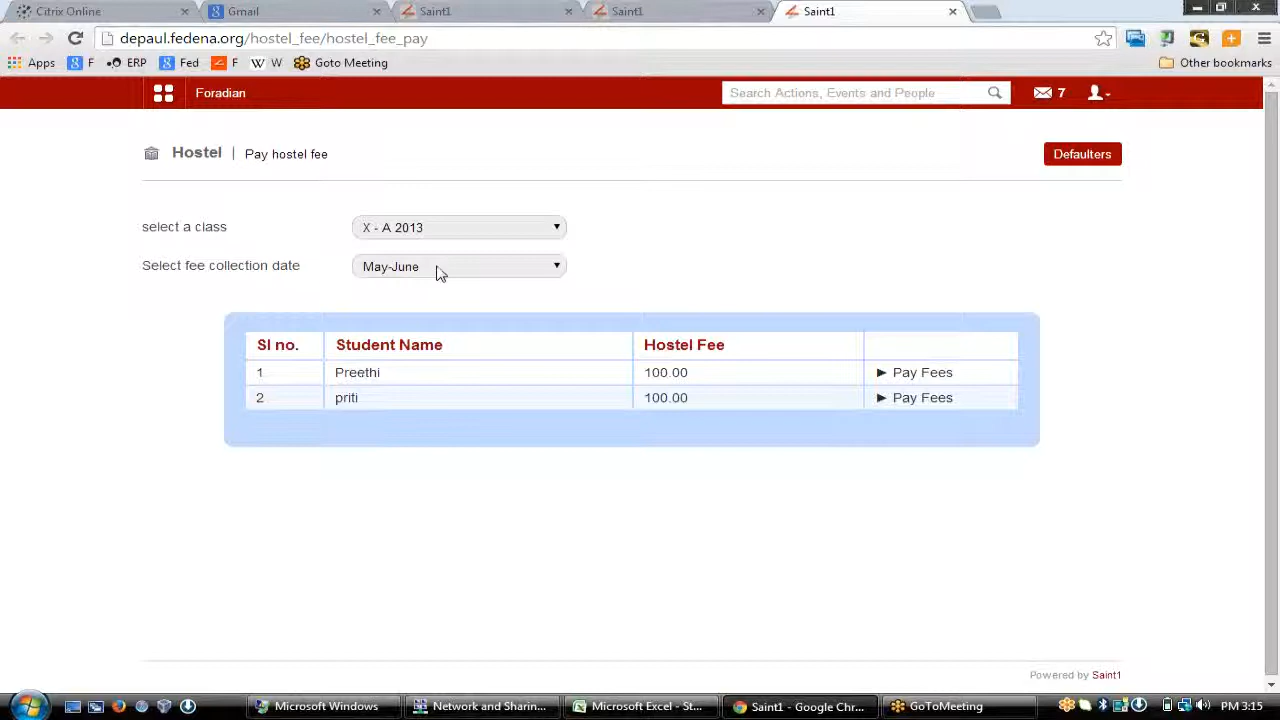 Citrix Online
Gmail
Saint1
Saint1
Saint1
depaul.fedena.org/hostel_fee/hostel_fee_pay
Apps
F
ERP
Fed
F
W
Goto Meeting
Other bookmarks
Foradian
Search Actions, Events and People
7
Hostel | Pay hostel fee
Defaulters
select a class
X - A 2013
Select fee collection date
May-June
Sl no. Student Name Hostel Fee
1 Preethi 100.00 ► Pay Fees
2 priti 100.00 ► Pay Fees
Powered by Saint1
Microsoft Windows
Network and Sharin...
Microsoft Excel - St...
Saint1 - Google Chr...
GoToMeeting
PM 3:15